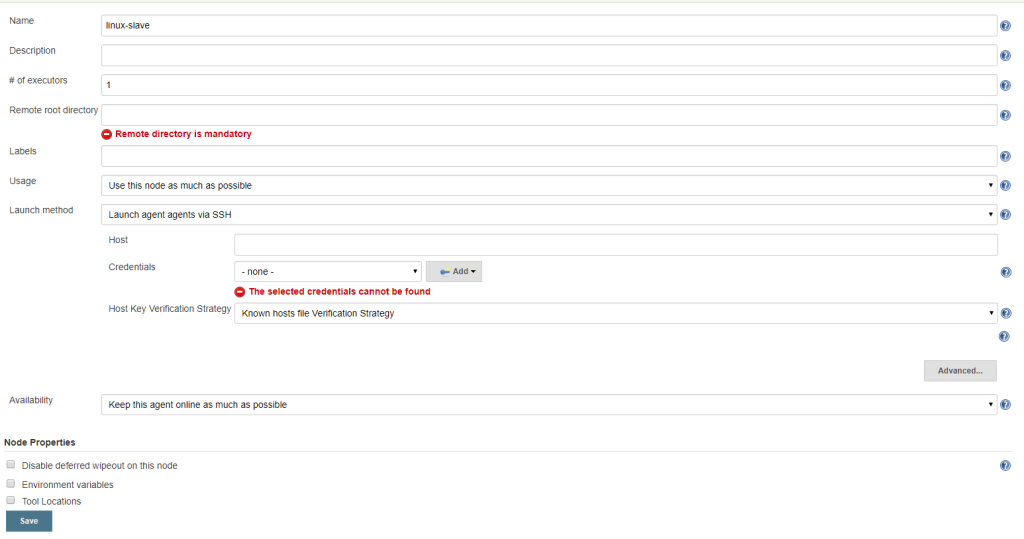 Name
linux-slave
Description
# of executors
1
Remote root directory
Remote directory is mandatory
Labels
Usage
Use this node as much as possible
Launch method
Launch agent agents via SSH
Host
Credentials
- none -
Add
The selected credentials cannot be found
Host Key Verification Strategy
Known hosts file Verification Strategy
Advanced...
Availability
Keep this agent online as much as possible
Node Properties
Disable deferred wipeout on this node
Environment variables
Tool Locations
Save